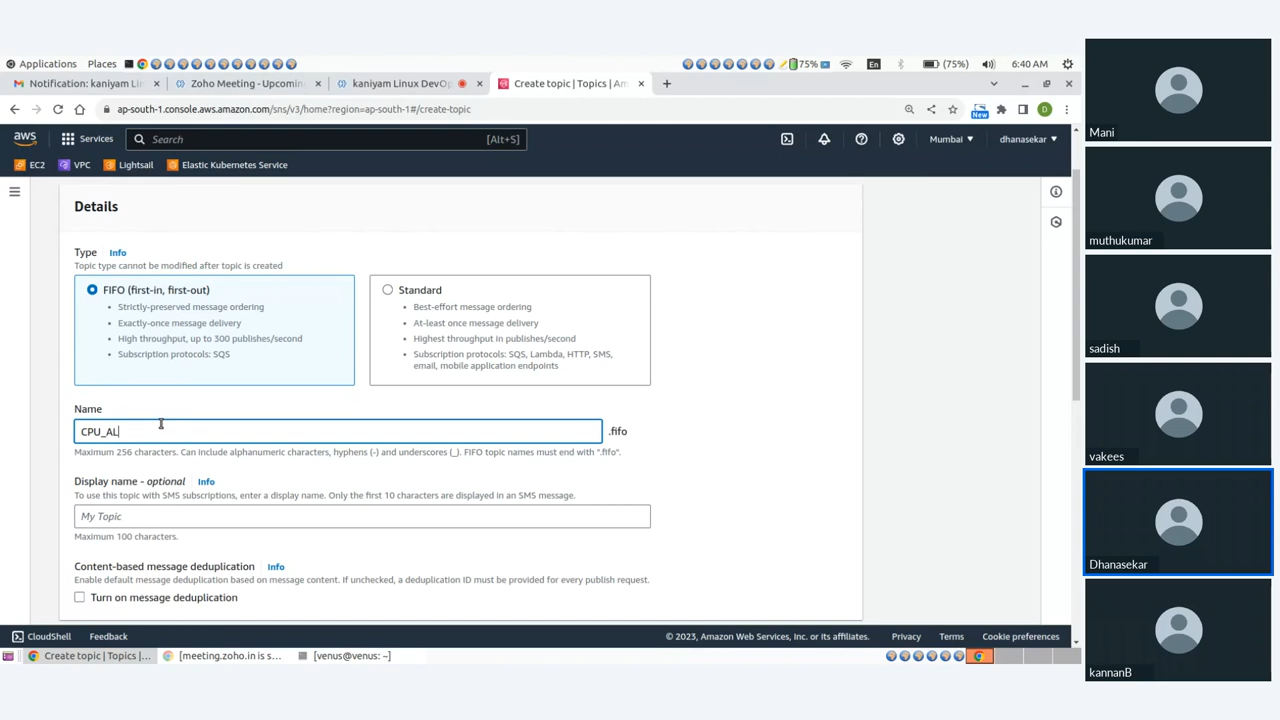 Applications Places 75% En (75%) 6:40 AM
Notification: kaniyam Lin Zoho Meeting - Upcomin kaniyam Linux DevO Create topic | Topics | Am
ap-south-1.console.aws.amazon.com/sns/v3/home?region=ap-south-1#/create-topic New D
aws Services Search [Alt+S] Mumbai dhanasekar
EC2 VPC Lightsail Elastic Kubernetes Service
Details
Type Info
Topic type cannot be modified after topic is created
FIFO (first-in, first-out)
Strictly-preserved message ordering
Exactly-once message delivery
High throughput, up to 300 publishes/second
Subscription protocols: SQS
Standard
Best-effort message ordering
At-least once message delivery
Highest throughput in publishes/second
Subscription protocols: SQS, Lambda, HTTP, SMS,
email, mobile application endpoints
Name
CPU_AL .fifo
Maximum 256 characters. Can include alphanumeric characters, hyphens (-) and underscores (_). FIFO topic names must end with ".fifo".
Display name - optional Info
To use this topic with SMS subscriptions, enter a display name. Only the first 10 characters are displayed in an SMS message.
My Topic
Maximum 100 characters.
Content-based message deduplication Info
Enable default message deduplication based on message content. If unchecked, a deduplication ID must be provided for every publish request.
Turn on message deduplication
CloudShell Feedback © 2023, Amazon Web Services, Inc. or its affiliates. Privacy Terms Cookie preferences
Create topic | Topics |... [meeting.zoho.in is s... [venus@venus: ~]
Mani
muthukumar
sadish
vakees
Dhanasekar
kannanB